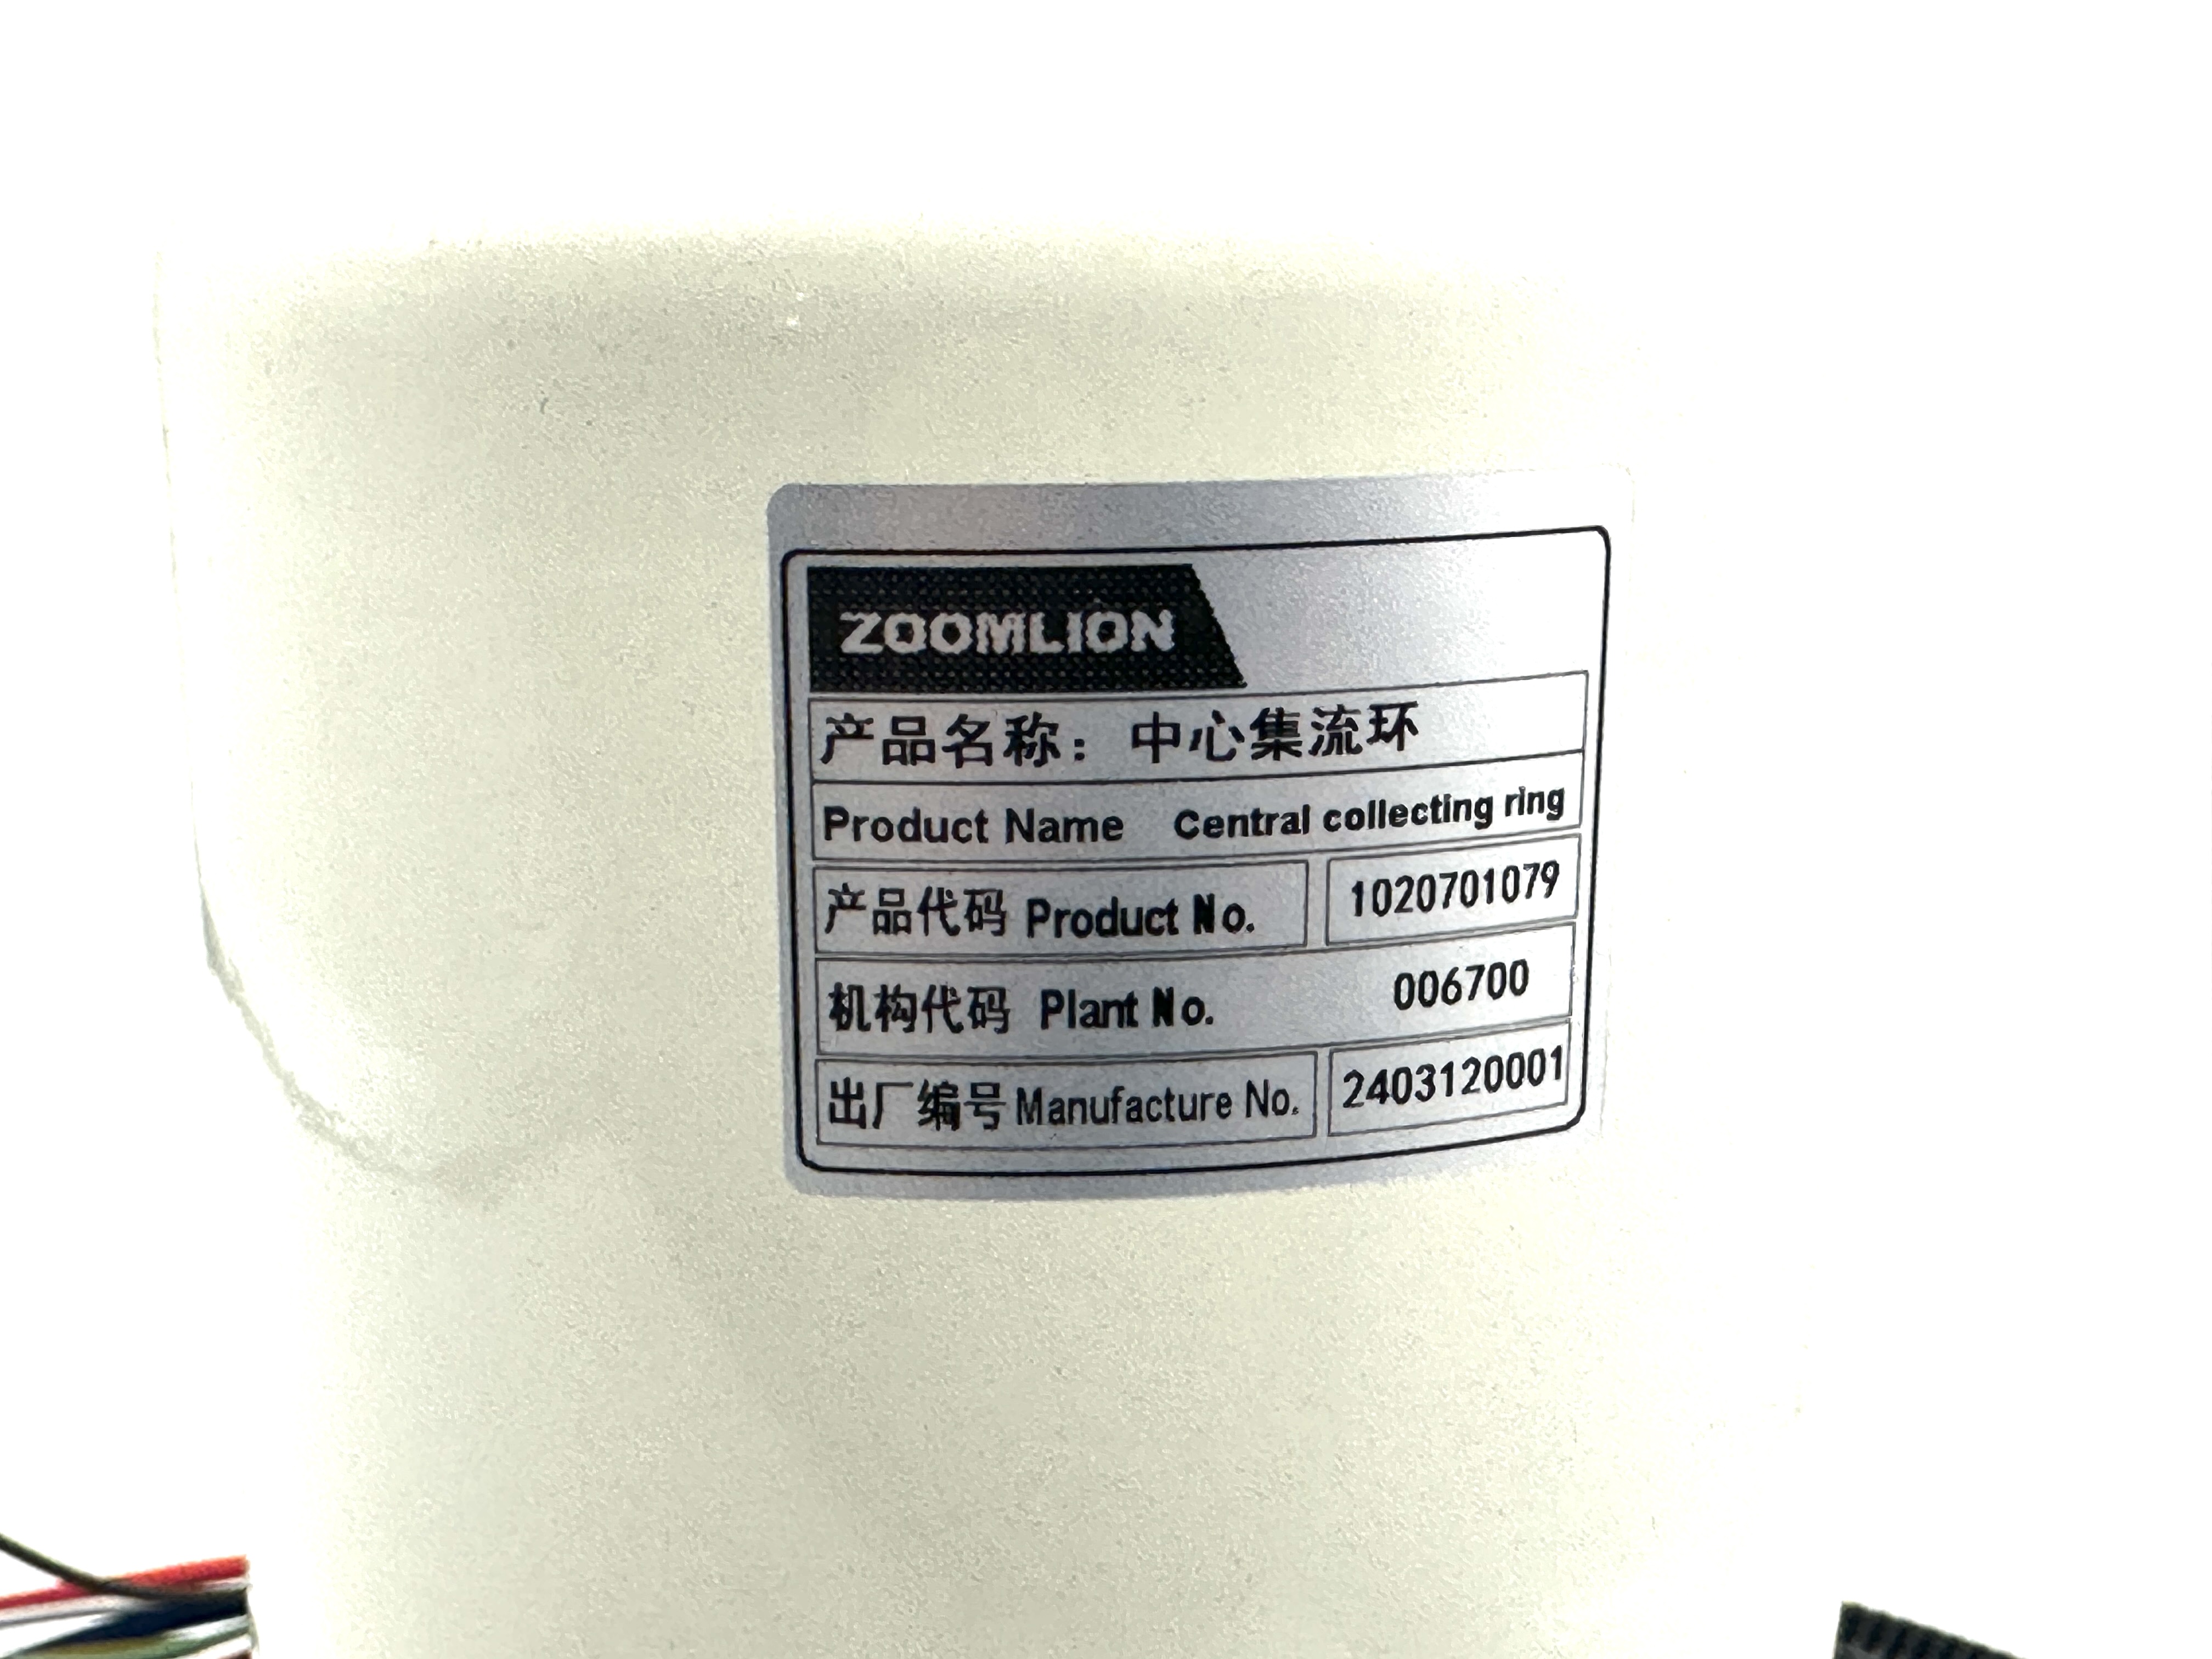 ZOOMLION
产品名称：中心集流环
Product Name Central collecting ring
产品代码 Product No. 1020701079
机构代码 Plant No. 006700
出厂编号 Manufacture No. 2403120001